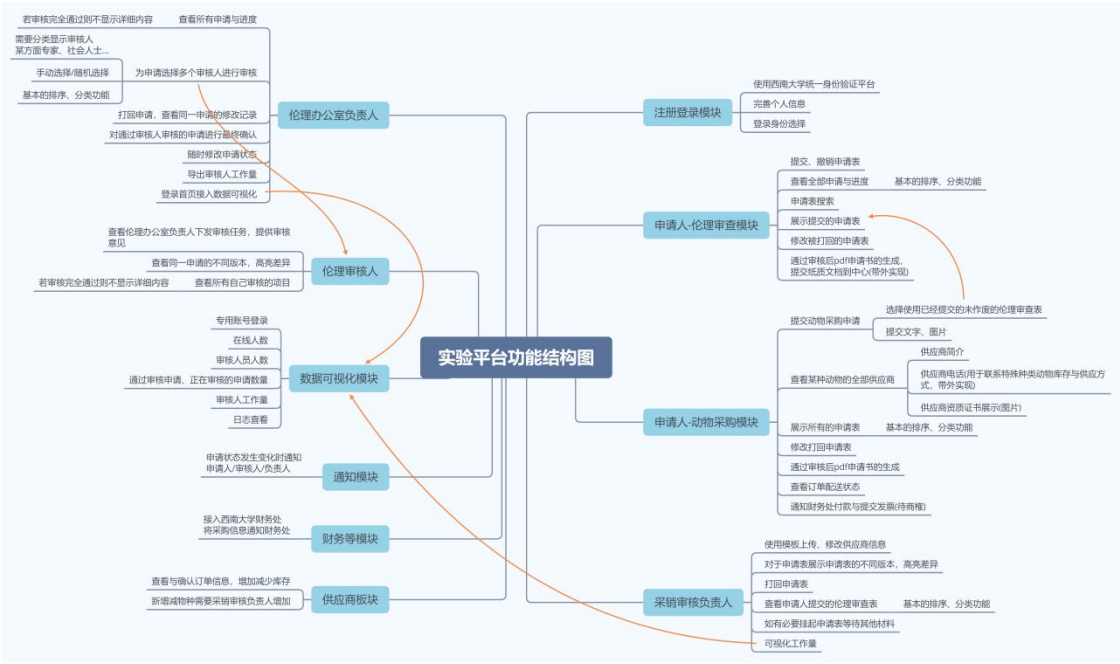 实验平台功能结构图
伦理办公室负责人
若审核完全通过则不显示详细内容
查看所有申请与进度
需要分类显示审核人
某方面专家、社会人士...
手动选择/随机选择
为申请选择多个审核人进行审核
基本的排序、分类功能
打回申请，查看同一申请的修改记录
对通过审核人审核的申请进行最终确认
随时修改申请状态
导出审核人工作量
登录首页接入数据可视化
伦理审核人
查看伦理办公室负责人下发审核任务，提供审核
意见
查看同一申请的不同版本，高亮差异
若审核完全通过则不显示详细内容
查看所有自己审核的项目
数据可视化模块
专用账号登录
在线人数
审核人员人数
通过审核申请、正在审核的申请数量
审核人工作量
日志查看
通知模块
申请状态发生变化时通知
申请人/审核人/负责人
财务等模块
接入西南大学财务处
将采购信息通知财务处
供应商板块
查看与确认订单信息，增加减少库存
新增减物种需要采销审核负责人增加
注册登录模块
使用西南大学统一身份验证平台
完善个人信息
登录身份选择
申请人-伦理审查模块
提交、撤销申请表
查看全部申请与进度
基本的排序、分类功能
申请表搜索
展示提交的申请表
修改被打回的申请表
通过审核后pdf申请书的生成，
提交纸质文档到中心(带外实现)
申请人-动物采购模块
提交动物采购申请
选择使用已经提交的未作废的伦理审查表
提交文字、图片
查看某种动物的全部供应商
供应商简介
供应商电话(用于联系特殊种类动物库存与供应方
式，带外实现)
供应商资质证书展示(图片)
展示所有的申请表
基本的排序、分类功能
修改打回申请表
通过审核后pdf申请书的生成
查看订单配送状态
通知财务处付款与提交发票(待商榷)
采销审核负责人
使用模板上传、修改供应商信息
对于申请表展示申请表的不同版本，高亮差异
打回申请表
查看申请人提交的伦理审查表
基本的排序、分类功能
如有必要挂起申请表等待其他材料
可视化工作量